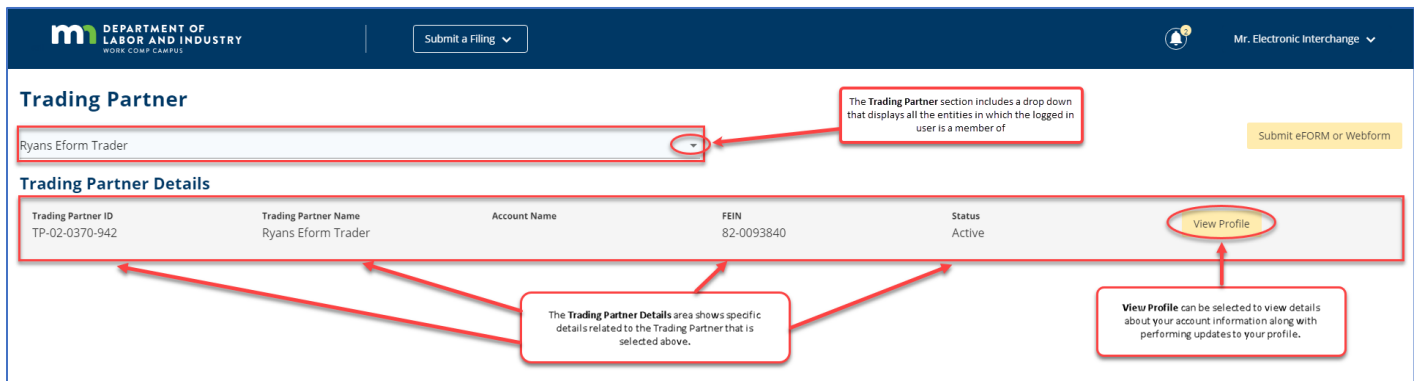 mn DEPARTMENT OF
LABOR AND INDUSTRY
WORK COMP CAMPUS
Submit a Filing
Mr. Electronic Interchange
Trading Partner
The Trading Partner section includes a drop down
that displays all the entities in which the logged in
user is a member of
Ryans Eform Trader
Submit eFORM or Webform
Trading Partner Details
Trading Partner ID Trading Partner Name Account Name FEIN Status
TP-02-0370-942 Ryans Eform Trader 82-0093840 Active
View Profile
The Trading Partner Details area shows specific
details related to the Trading Partner that is
selected above.
View Profile can be selected to view details
about your account information along with
performing updates to your profile.